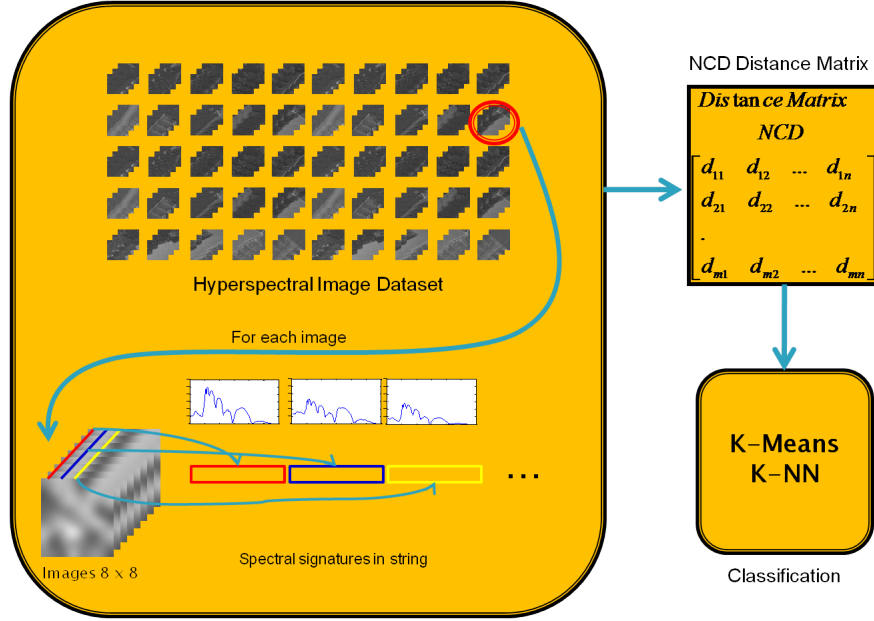 Hyperspectral Image Dataset
For each image
Images 8 x 8
Spectral signatures in string
...
NCD Distance Matrix
Distance Matrix
NCD
d11 d12 ... d1n
d21 d22 ... d2n
.
dm1 dm2 ... dmn
K-Means
K-NN
Classification